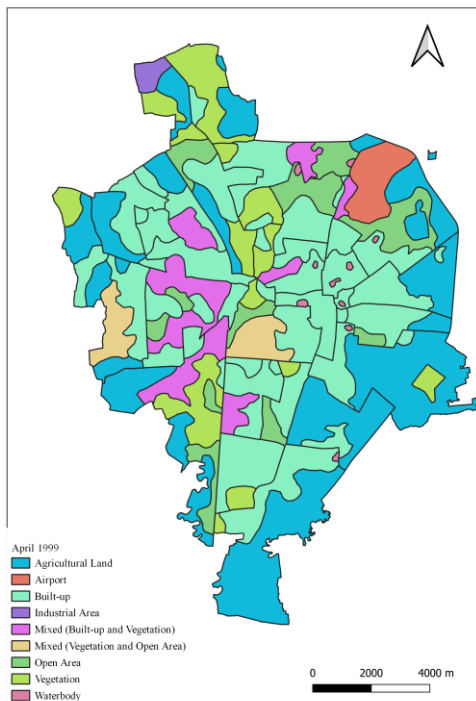 April 1999
Agricultural Land
Airport
Built-up
Industrial Area
Mixed (Built-up and Vegetation)
Mixed (Vegetation and Open Area)
Open Area
Vegetation
Waterbody
0 2000 4000 m